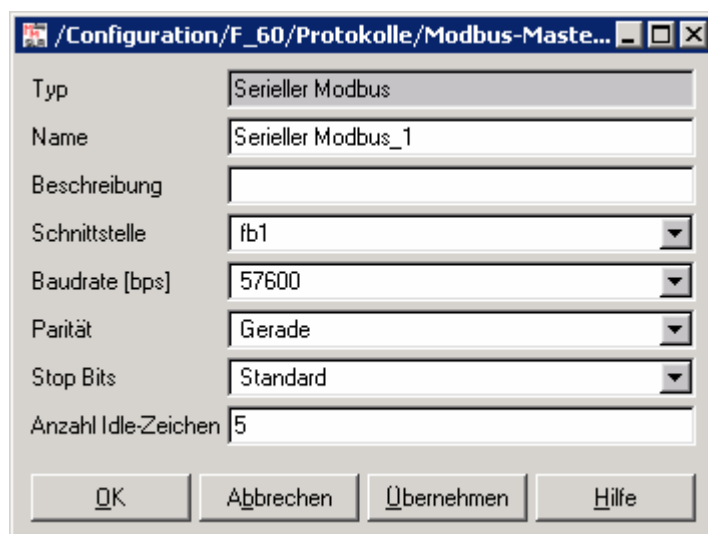 /Configuration/F_60/Protokolle/Modbus-Maste...
Typ Serieller Modbus
Name Serieller Modbus_1
Beschreibung
Schnittstelle fb1
Baudrate [bps] 57600
Parität Gerade
Stop Bits Standard
Anzahl Idle-Zeichen 5
OK Abbrechen Übernehmen Hilfe